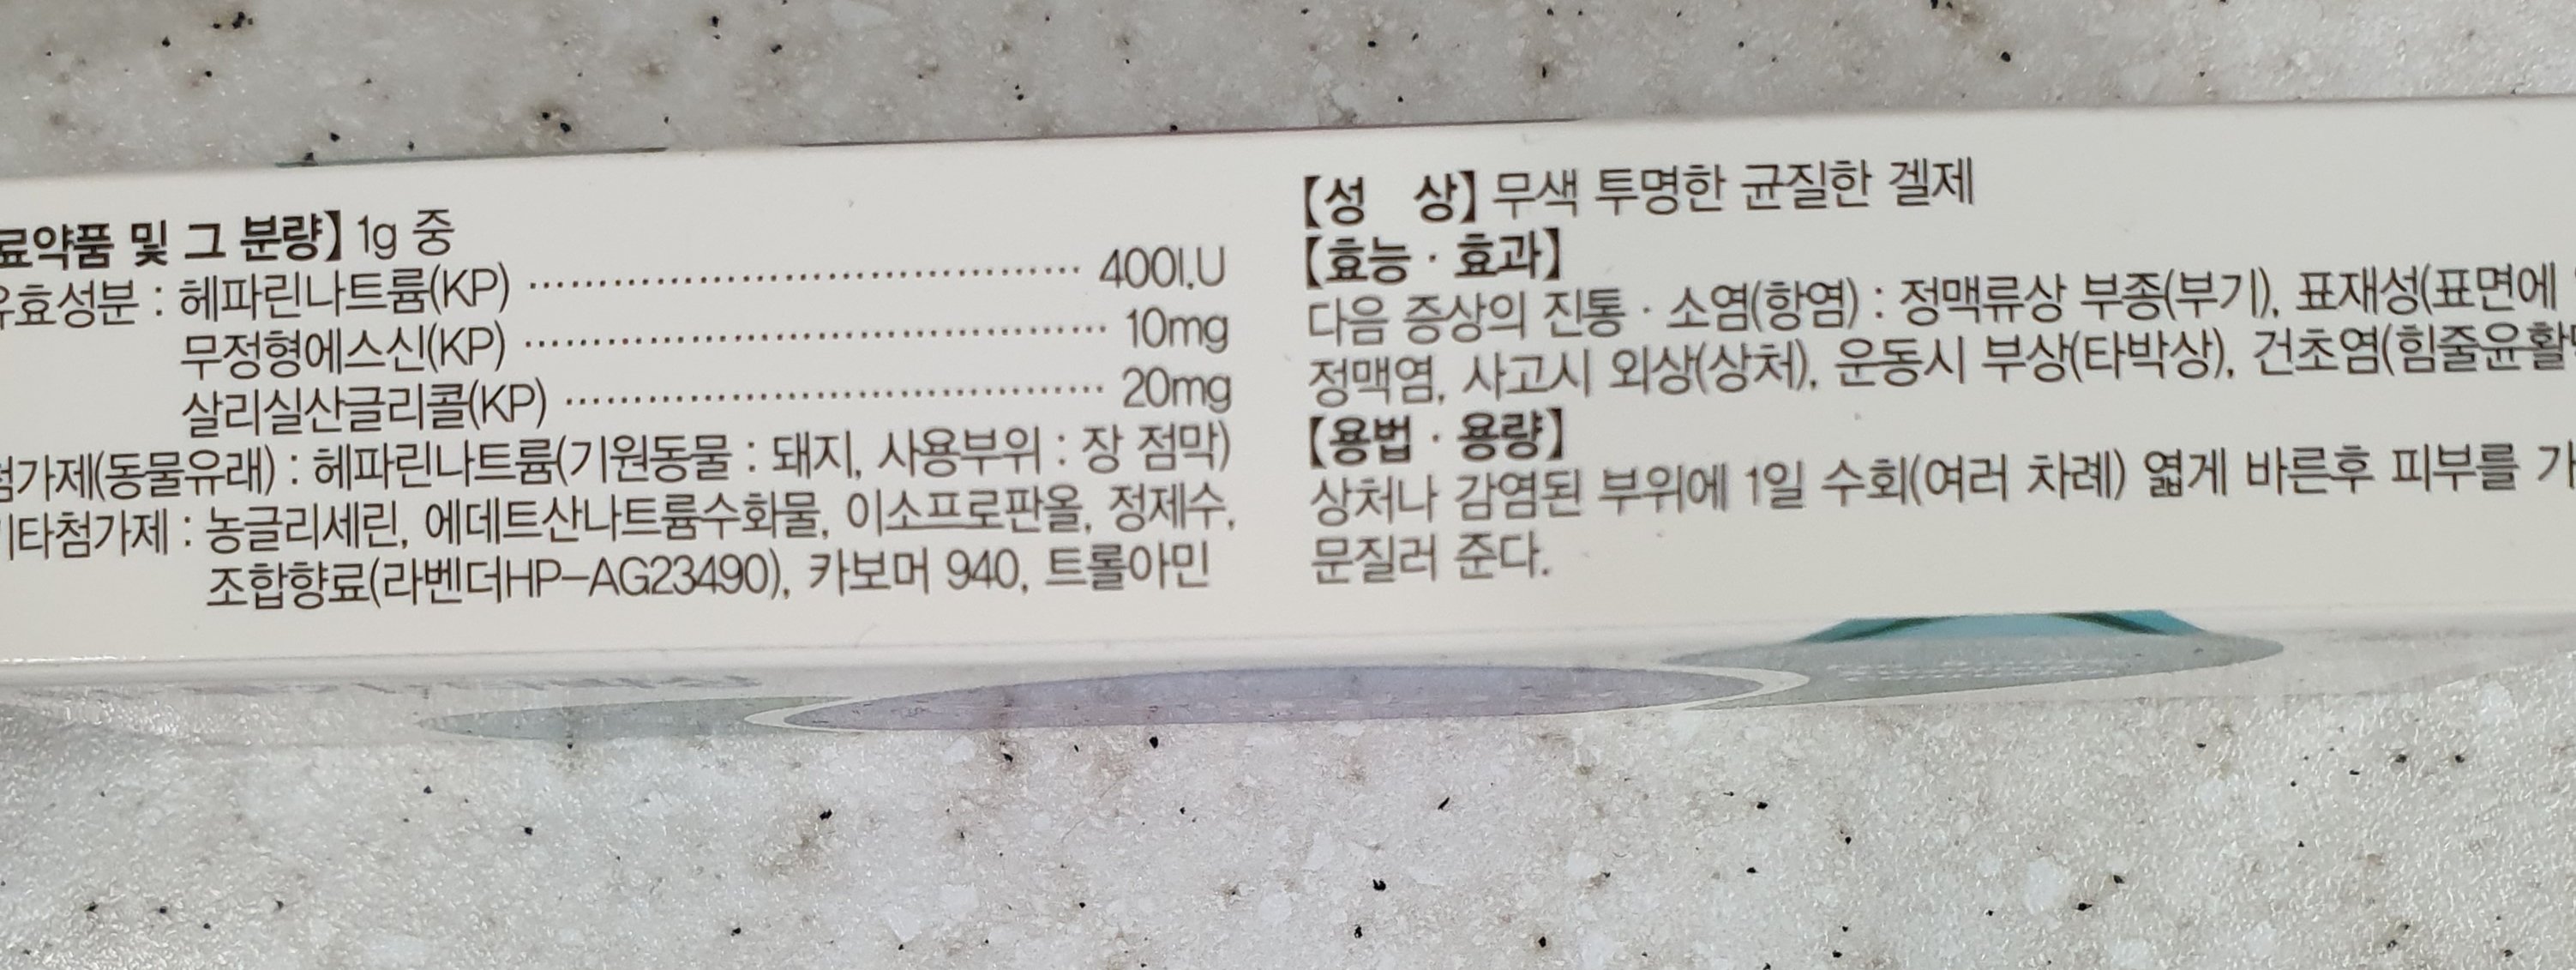 료약품 및 그 분량】 1g 중
유효성분 : 헤파린나트륨(KP) ······························ 400I.U
무정형에스신(KP) ······························ 10mg
살리실산글리콜(KP) ···························· 20mg
첨가제(동물유래) : 헤파린나트륨(기원동물 : 돼지, 사용부위 : 장 점막)
기타첨가제 : 농글리세린, 에데트산나트륨수화물, 이소프로판올, 정제수,
조합향료(라벤더HP-AG23490), 카보머 940, 트롤아민
【성 상】 무색 투명한 균질한 겔제
【효능 · 효과】
다음 증상의 진통 · 소염(항염) : 정맥류상 부종(부기), 표재성(표면에
정맥염, 사고시 외상(상처), 운동시 부상(타박상), 건초염(힘줄윤활
【용법 · 용량】
상처나 감염된 부위에 1일 수회(여러 차례) 엷게 바른후 피부를 가
문질러 준다.